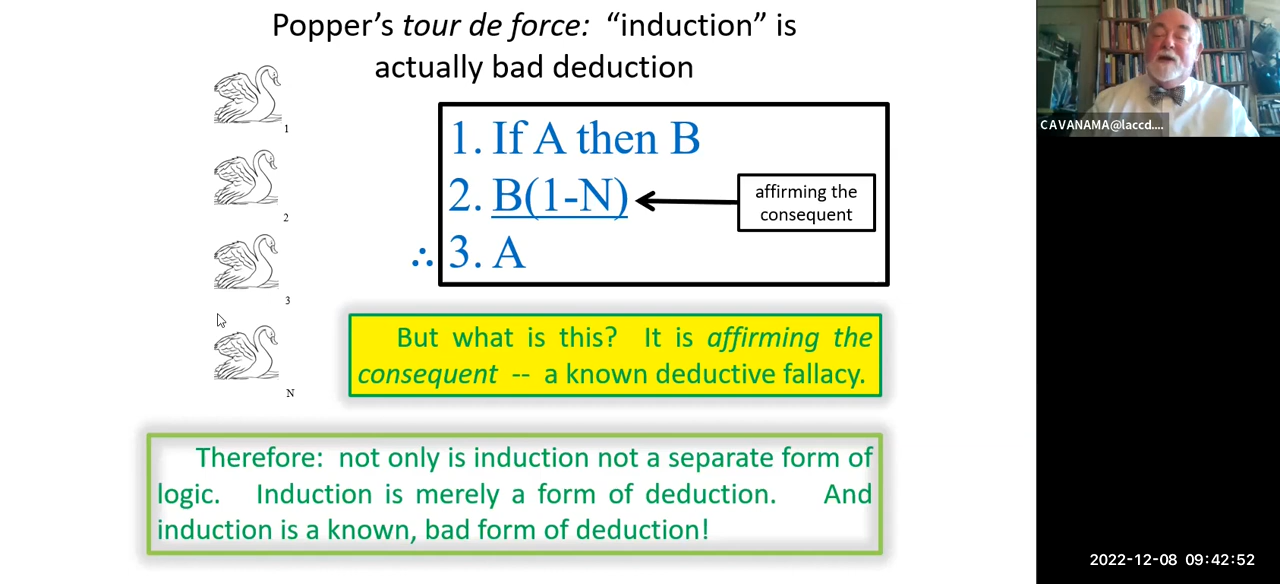 Popper's tour de force: "induction" is
actually bad deduction
1
2
3
N
1. If A then B
2. B(1-N)
affirming the
consequent
∴ 3. A
But what is this? It is affirming the
consequent -- a known deductive fallacy.
Therefore: not only is induction not a separate form of
logic. Induction is merely a form of deduction. And
induction is a known, bad form of deduction!
CAVANAMA@laccd....
2022-12-08 09:42:52